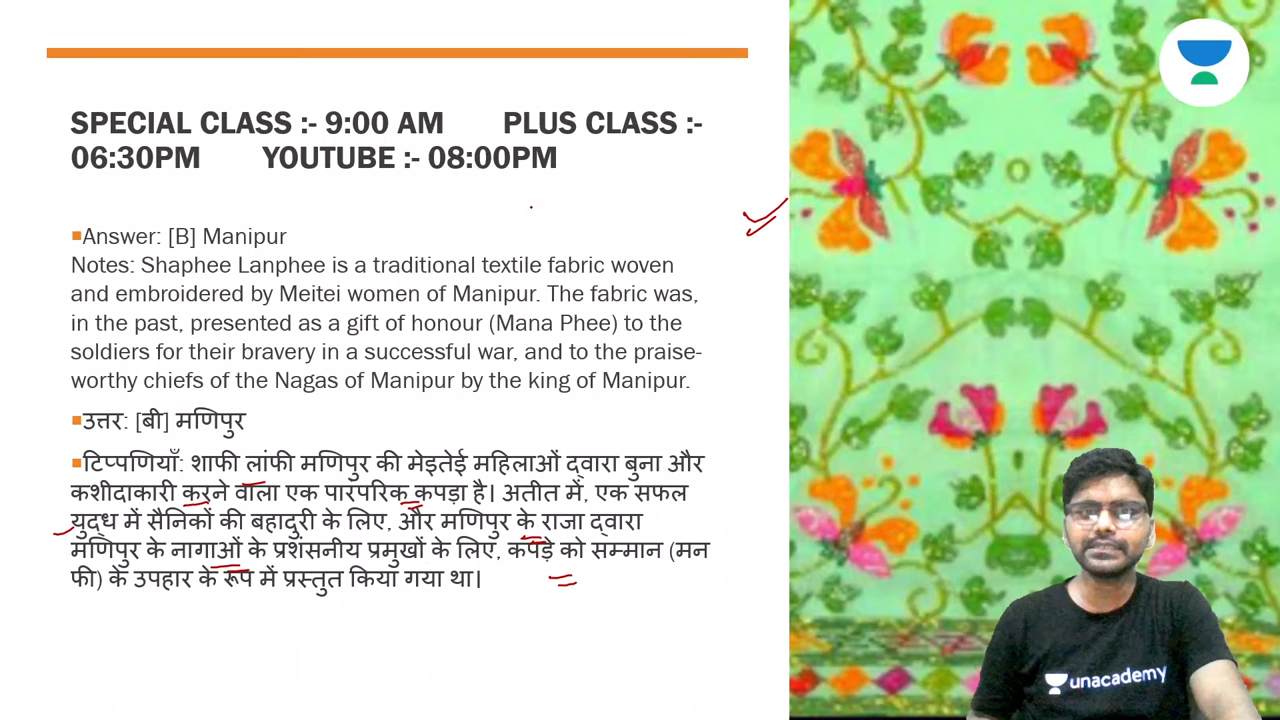 SPECIAL CLASS :- 9:00 AM PLUS CLASS :-
06:30PM YOUTUBE :- 08:00PM
Answer: [B] Manipur
Notes: Shaphee Lanphee is a traditional textile fabric woven
and embroidered by Meitei women of Manipur. The fabric was,
in the past, presented as a gift of honour (Mana Phee) to the
soldiers for their bravery in a successful war, and to the praise-
worthy chiefs of the Nagas of Manipur by the king of Manipur.
उत्तर: [बी] मणिपुर
टिप्पणियाँ: शाफी लांफी मणिपुर की मेइतेई महिलाओं द्वारा बुना और
कशीदाकारी करने वाला एक पारंपरिक कपड़ा है। अतीत में, एक सफल
युद्ध में सैनिकों की बहादुरी के लिए, और मणिपुर के राजा द्वारा
मणिपुर के नागाओं के प्रशंसनीय प्रमुखों के लिए, कपड़े को सम्मान (मन
फी) के उपहार के रूप में प्रस्तुत किया गया था।
unacademy